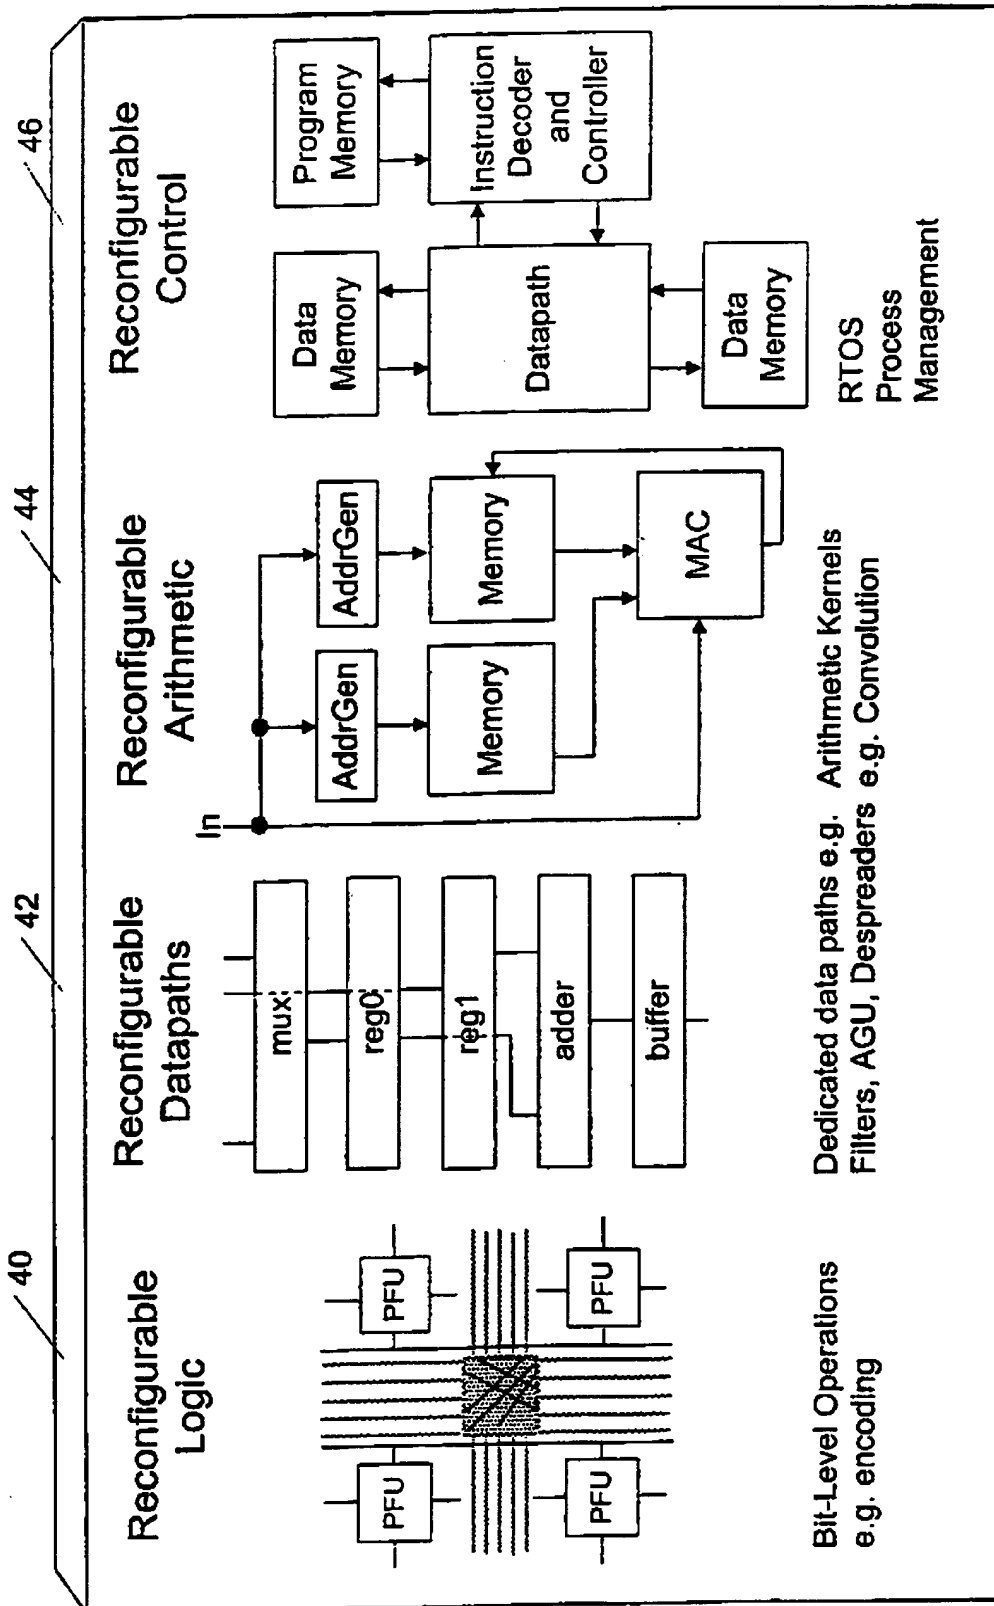 40
42
44
46
Reconfigurable
Logic
PFU
PFU
PFU
PFU
Bit-Level Operations
e.g. encoding
Reconfigurable
Datapaths
mux
reg0
reg1
adder
buffer
Dedicated data paths e.g.
Filters, AGU, Despreaders
Reconfigurable
Arithmetic
In
AddrGen
AddrGen
Memory
Memory
MAC
Arithmetic Kernels
e.g. Convolution
Reconfigurable
Control
Data
Memory
Program
Memory
Datapath
Instruction
Decoder
and
Controller
Data
Memory
RTOS
Process
Management